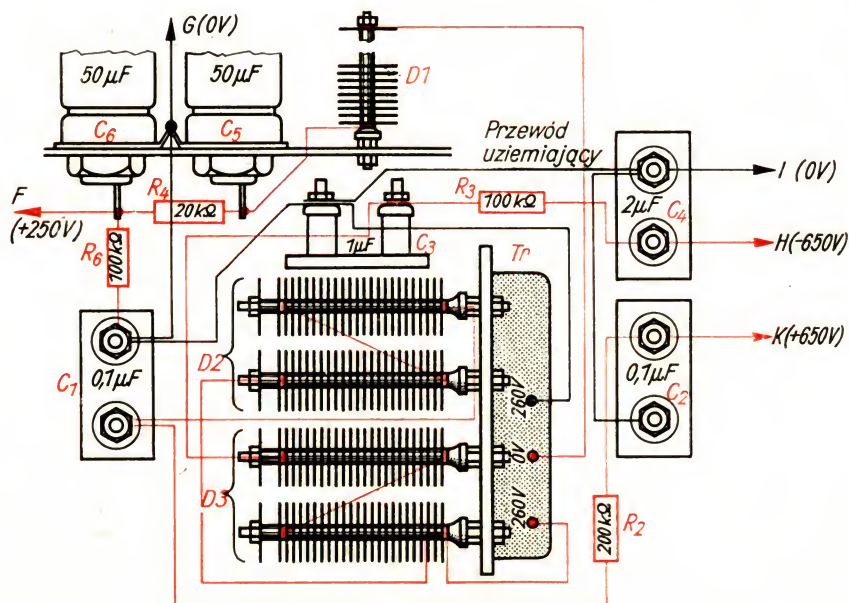 G(0V)
50µF
50µF
D1
C6
C5
Przewód
uziemiający
I (0V)
R4
R3
F
20kΩ
100kΩ
2µF
C4
(+250V)
R6
1µF
C3
Tr
H(-650V)
100kΩ
D2
K(+650V)
C1
0,1µF
260V
0,1µF
C2
0V
D3
260V
200kΩ
R2